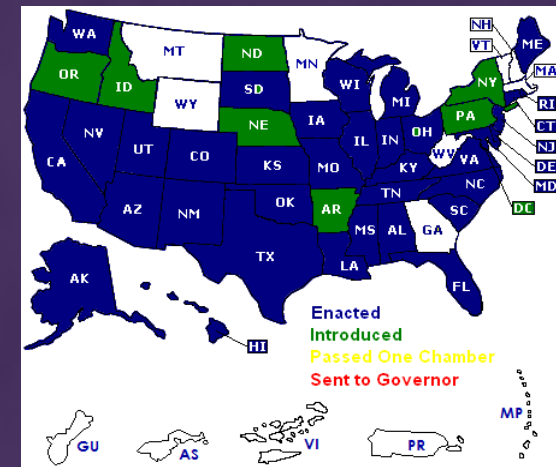 WA
MT
ND
MN
OR
ID
WY
SD
WI
MI
NE
IA
NH
VT
ME
MA
NY
RI
CT
PA
NJ
DE
MD
DC
NV
UT
CO
KS
MO
IL
IN
OH
WV
VA
KY
CA
AZ
NM
OK
AR
TN
NC
SC
MS
AL
GA
TX
LA
FL
AK
HI
Enacted
Introduced
Passed One Chamber
Sent to Governor
GU
AS
VI
PR
MP